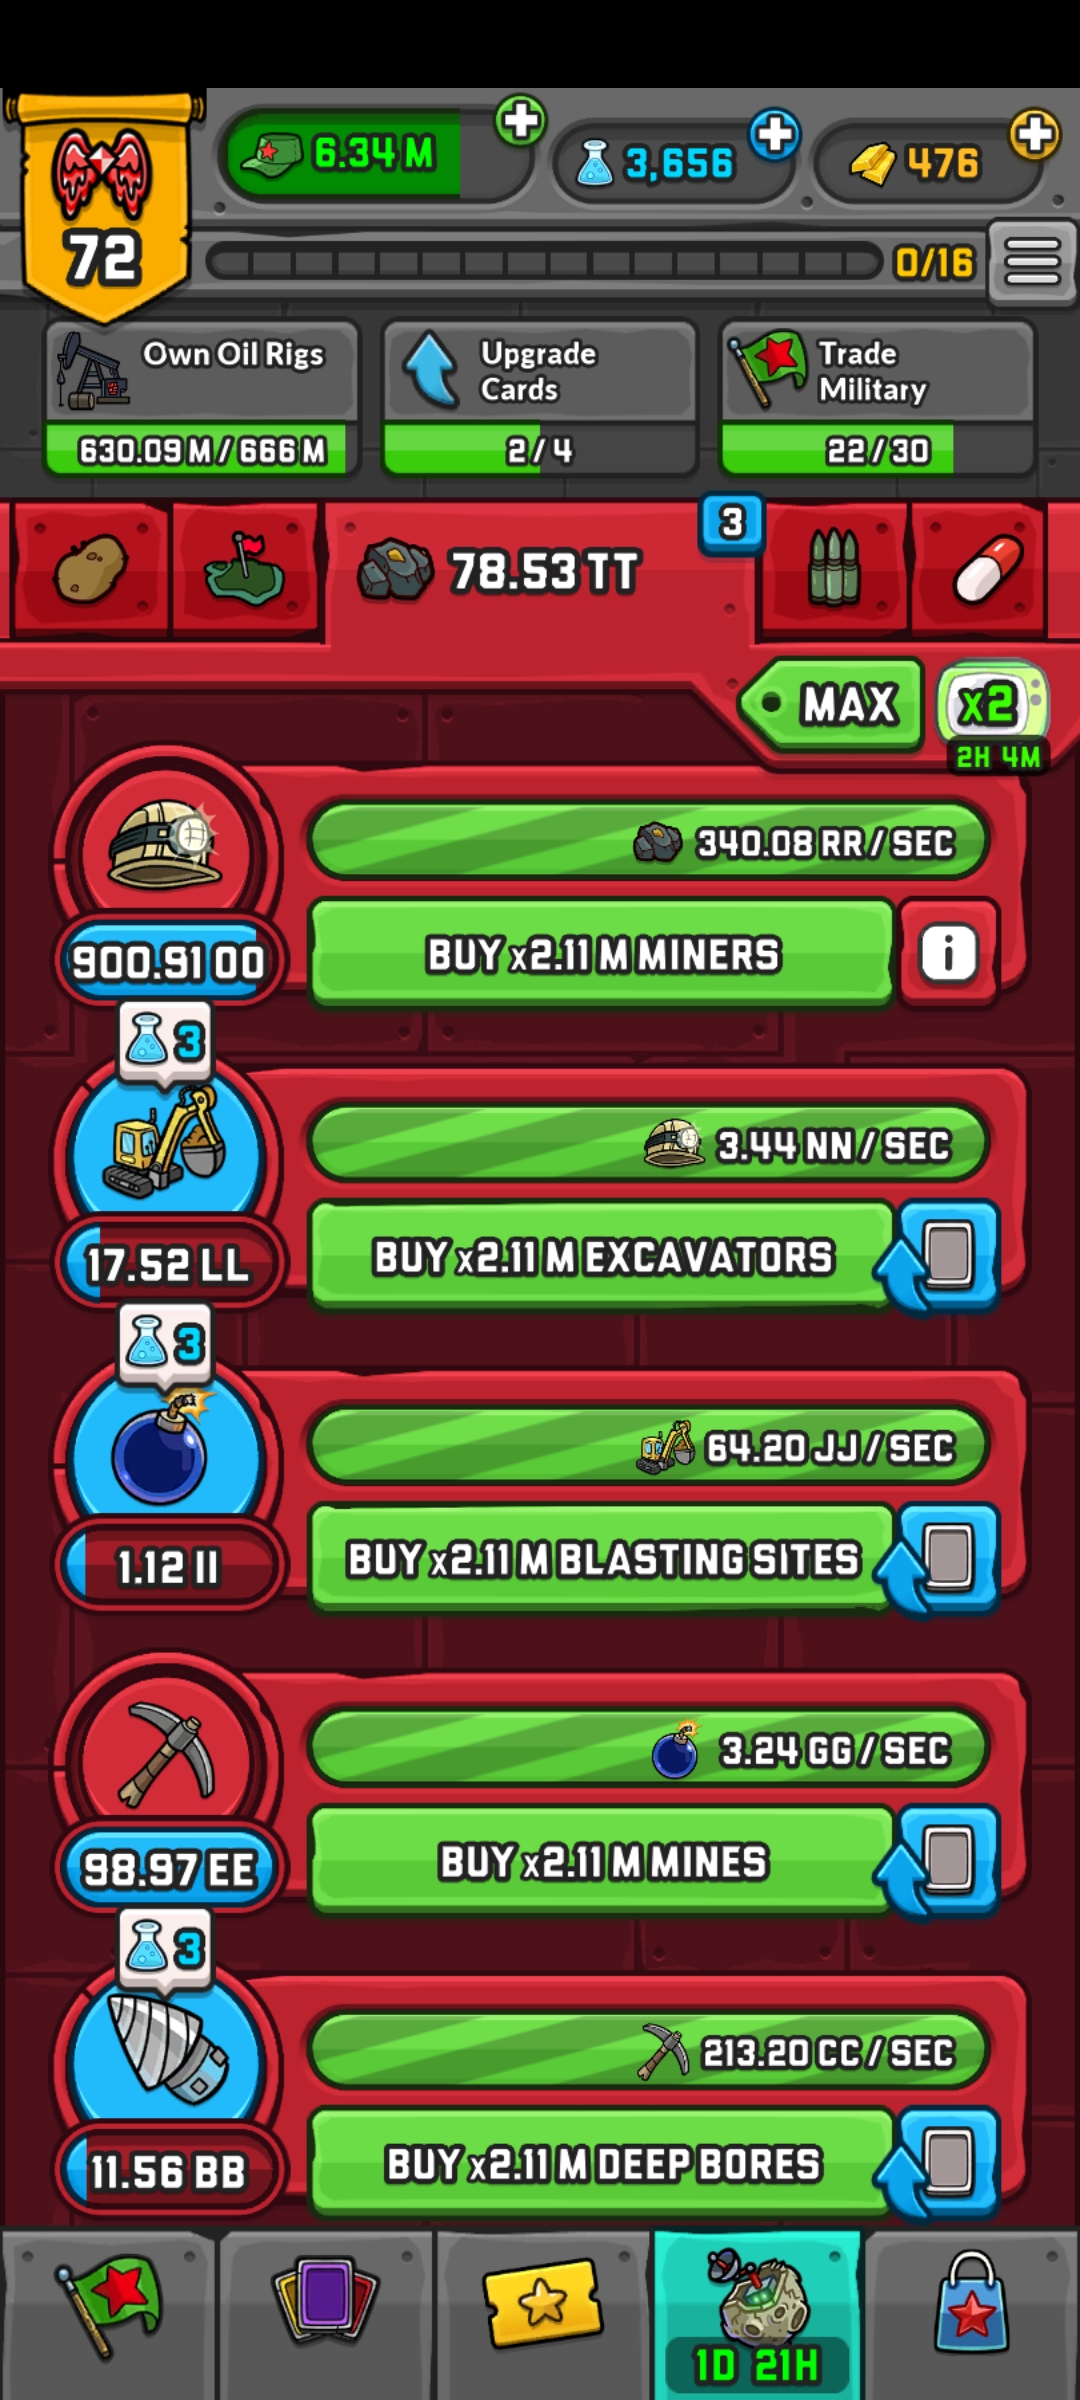 6.34 M
3,656
476
72
0/16
Own Oil Rigs
630.09 M / 666 M
Upgrade
Cards
2 / 4
Trade
Military
22 / 30
78.53 TT
3
MAX
x2
2H 4M
340.08 RR / SEC
900.91 OO
BUY x2.11 M MINERS
i
3
3.44 NN / SEC
17.52 LL
BUY x2.11 M EXCAVATORS
3
64.20 JJ / SEC
1.12 II
BUY x2.11 M BLASTING SITES
3.24 GG / SEC
98.97 EE
BUY x2.11 M MINES
3
213.20 CC / SEC
11.56 BB
BUY x2.11 M DEEP BORES
1D 21H